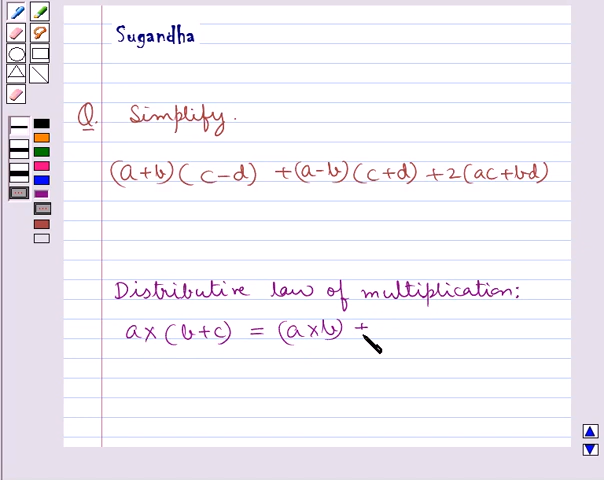 Sugandha
Q. Simplify.
(a+b)(c-d) +(a-b)(c+d) +2(ac+bd)
Distributive law of multiplication:
a×(b+c) = (a×b) +